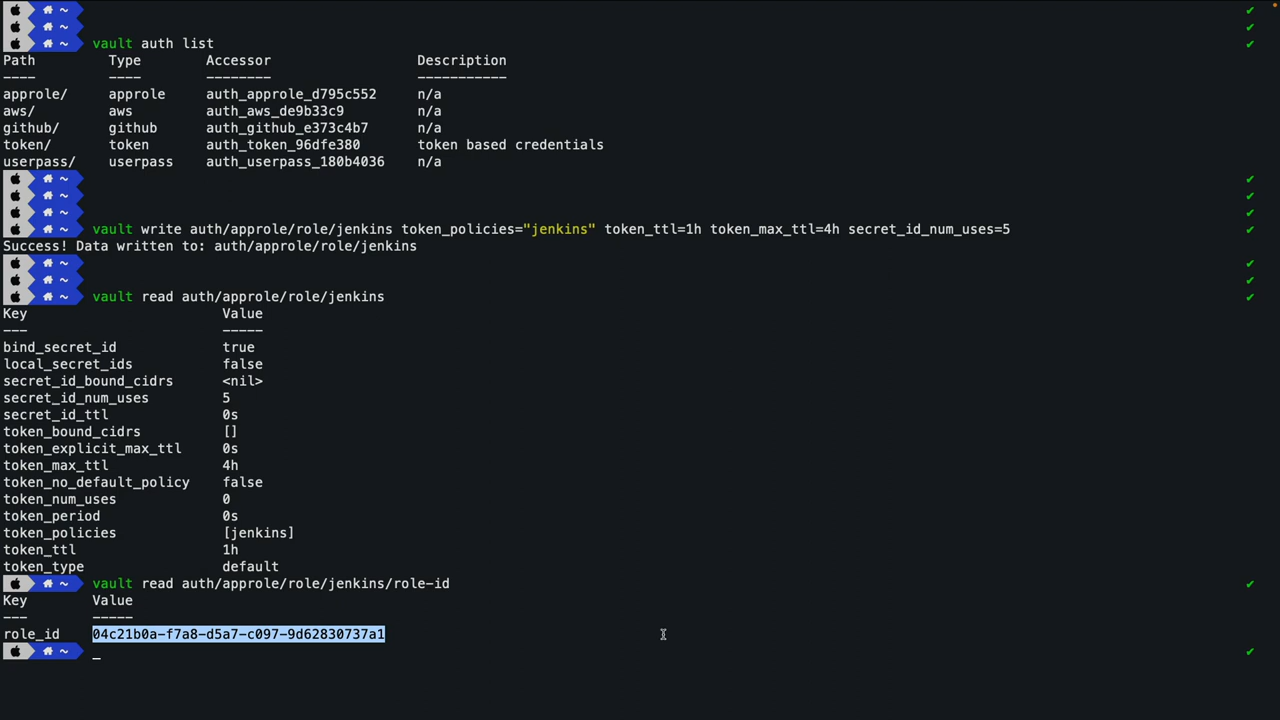 ~
~
~ vault auth list
Path Type Accessor Description
---- ---- -------- -----------
approle/ approle auth_approle_d795c552 n/a
aws/ aws auth_aws_de9b33c9 n/a
github/ github auth_github_e373c4b7 n/a
token/ token auth_token_96dfe380 token based credentials
userpass/ userpass auth_userpass_180b4036 n/a
~
~
~
~ vault write auth/approle/role/jenkins token_policies="jenkins" token_ttl=1h token_max_ttl=4h secret_id_num_uses=5
Success! Data written to: auth/approle/role/jenkins
~
~
~ vault read auth/approle/role/jenkins
Key Value
--- -----
bind_secret_id true
local_secret_ids false
secret_id_bound_cidrs <nil>
secret_id_num_uses 5
secret_id_ttl 0s
token_bound_cidrs []
token_explicit_max_ttl 0s
token_max_ttl 4h
token_no_default_policy false
token_num_uses 0
token_period 0s
token_policies [jenkins]
token_ttl 1h
token_type default
~ vault read auth/approle/role/jenkins/role-id
Key Value
--- -----
role_id 04c21b0a-f7a8-d5a7-c097-9d62830737a1
~ _